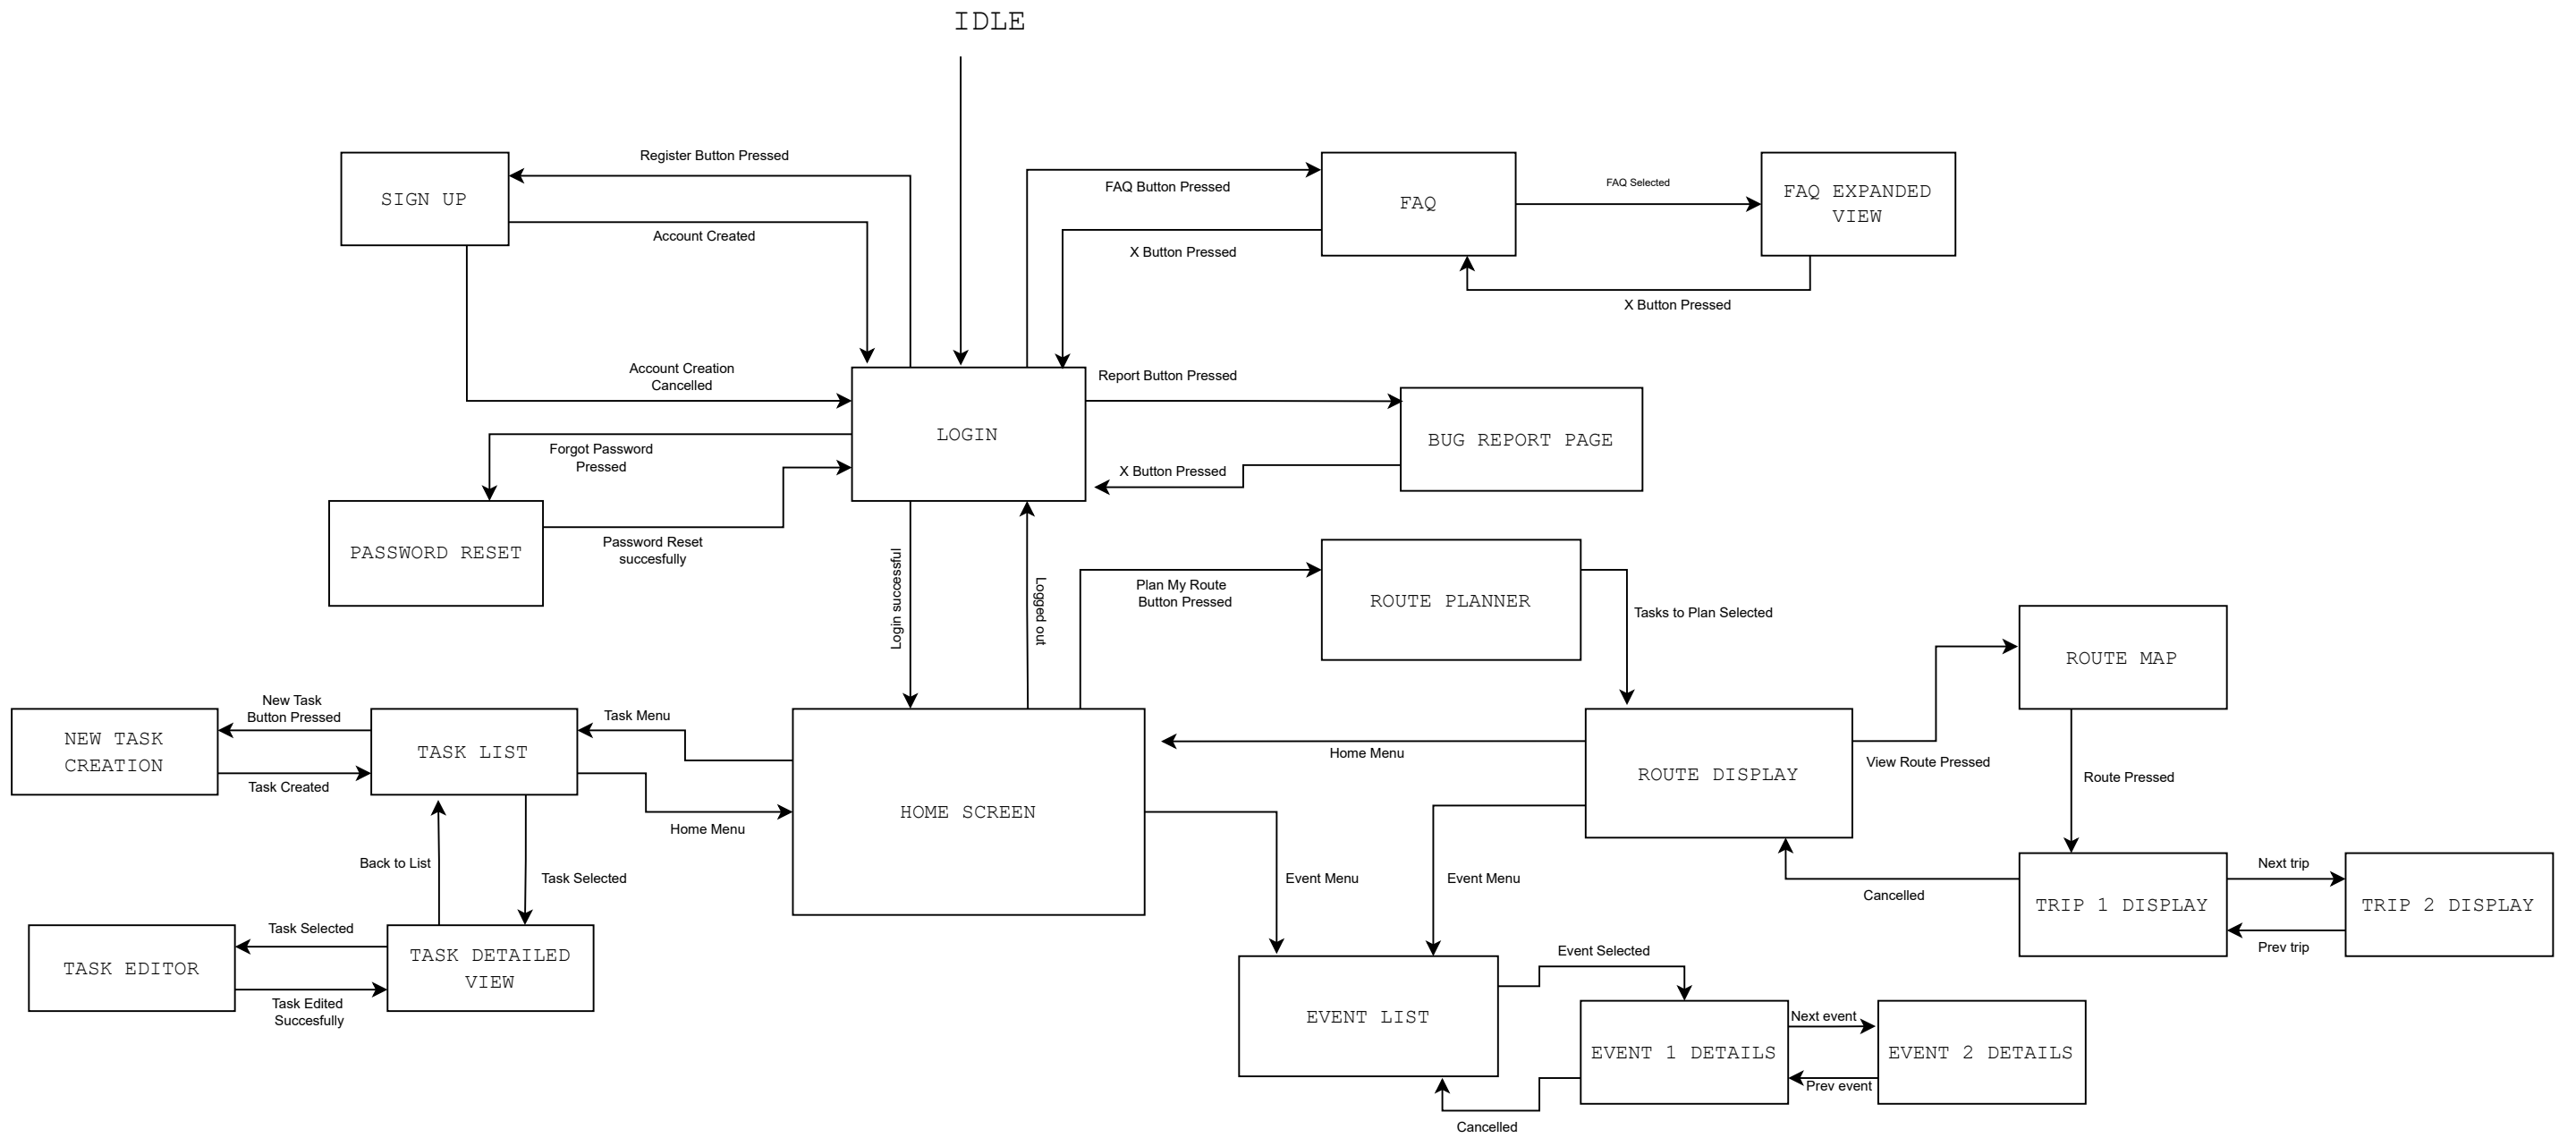 IDLE
Register Button Pressed
SIGN UP
Account Created
FAQ Button Pressed
FAQ
FAQ Selected
FAQ EXPANDED
VIEW
X Button Pressed
X Button Pressed
Account Creation
Cancelled
Report Button Pressed
LOGIN
BUG REPORT PAGE
Forgot Password
Pressed
X Button Pressed
PASSWORD RESET
Password Reset
succesfully
Login successful
Logged out
Plan My Route
Button Pressed
ROUTE PLANNER
Tasks to Plan Selected
ROUTE MAP
New Task
Button Pressed
Task Menu
NEW TASK
CREATION
TASK LIST
Task Created
Home Menu
HOME SCREEN
Home Menu
ROUTE DISPLAY
View Route Pressed
Route Pressed
Back to List
Task Selected
Event Menu
Event Menu
Cancelled
Next trip
TRIP 1 DISPLAY
TRIP 2 DISPLAY
Prev trip
Task Selected
TASK EDITOR
TASK DETAILED
VIEW
Task Edited
Succesfully
Event Selected
EVENT LIST
Next event
EVENT 1 DETAILS
EVENT 2 DETAILS
Prev event
Cancelled